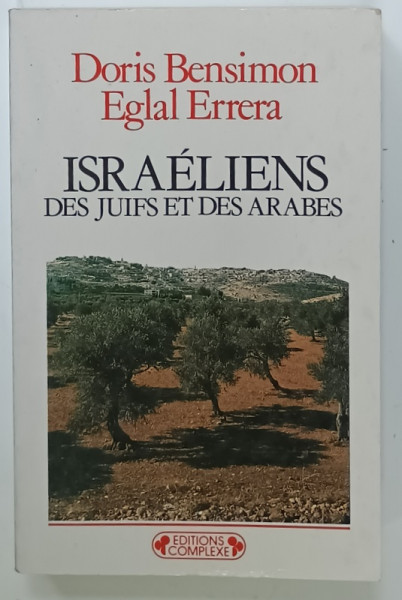 Doris Bensimon
Eglal Errera
ISRAÉLIENS
DES JUIFS ET DES ARABES
EDITIONS
COMPLEXE